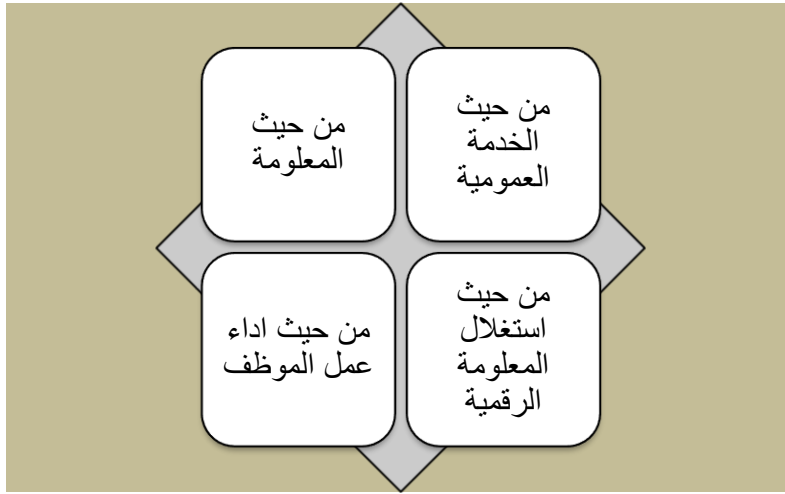 من حيث
الخدمة
العمومية
من حيث
المعلومة
من حيث
استغلال
المعلومة
الرقمية
من حيث اداء
عمل الموظف